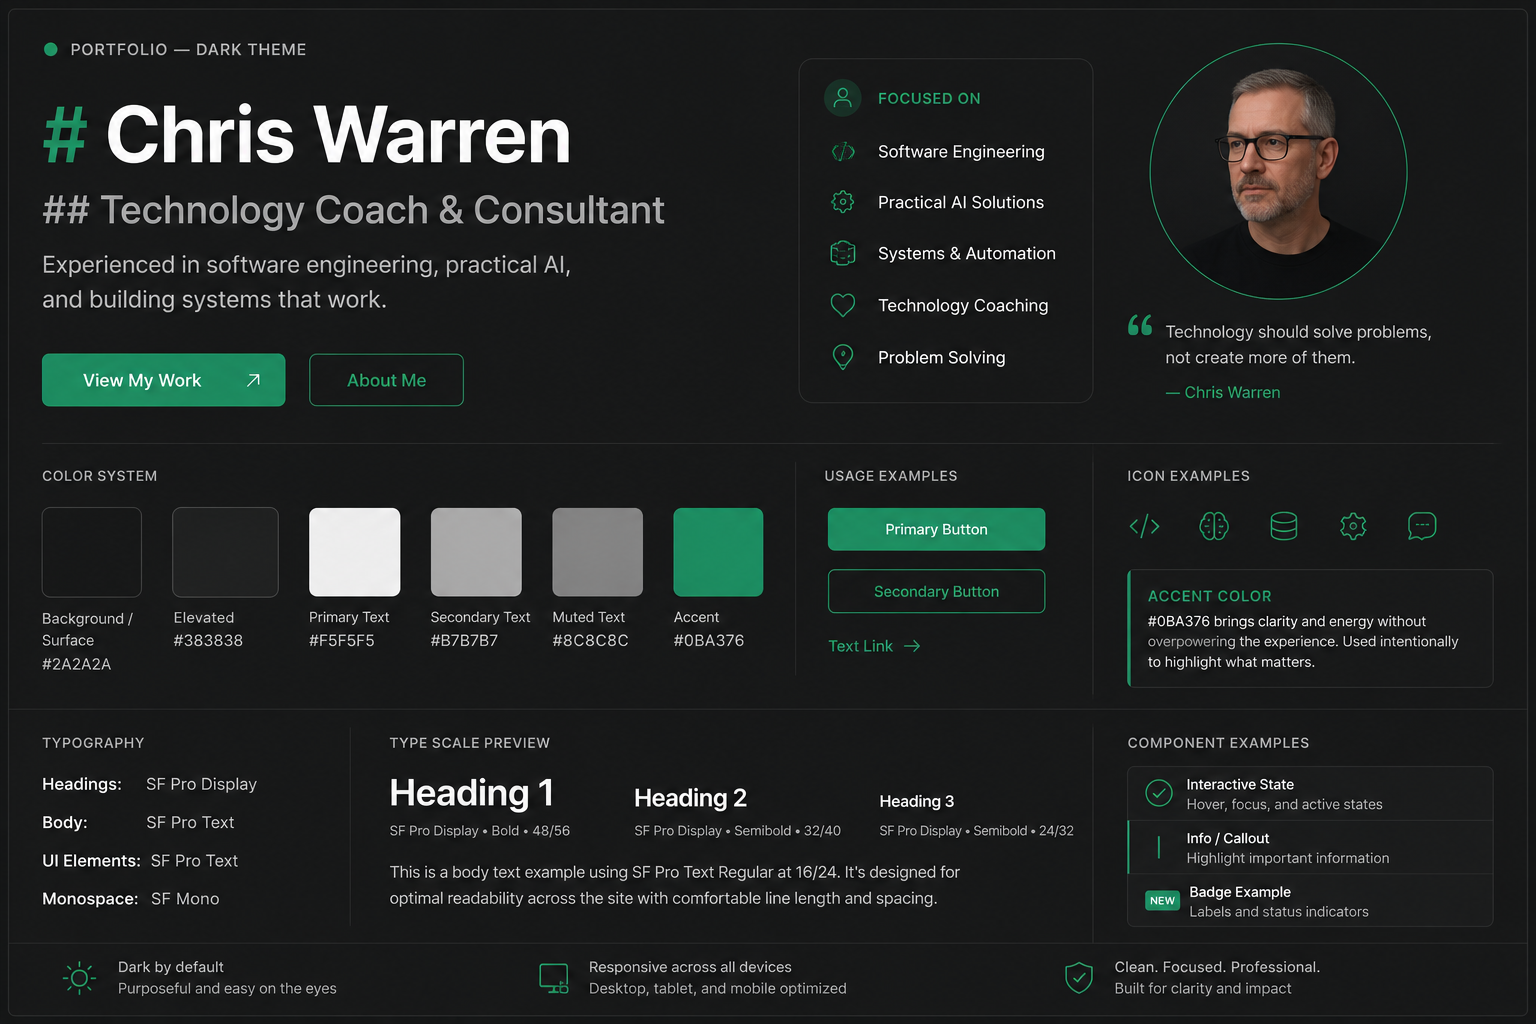 PORTFOLIO — DARK THEME
# Chris Warren
## Technology Coach & Consultant
Experienced in software engineering, practical AI,
and building systems that work.
View My Work
About Me
FOCUSED ON
Software Engineering
Practical AI Solutions
Systems & Automation
Technology Coaching
Problem Solving
“
Technology should solve problems,
not create more of them.
— Chris Warren
COLOR SYSTEM
Background /
Surface
#2A2A2A
Elevated
#383838
Primary Text
#F5F5F5
Secondary Text
#B7B7B7
Muted Text
#8C8C8C
Accent
#0BA376
USAGE EXAMPLES
Primary Button
Secondary Button
Text Link →
ICON EXAMPLES
ACCENT COLOR
#0BA376 brings clarity and energy without
overpowering the experience. Used intentionally
to highlight what matters.
TYPOGRAPHY
Headings: SF Pro Display
Body: SF Pro Text
UI Elements: SF Pro Text
Monospace: SF Mono
TYPE SCALE PREVIEW
Heading 1
SF Pro Display • Bold • 48/56
Heading 2
SF Pro Display • Semibold • 32/40
Heading 3
SF Pro Display • Semibold • 24/32
This is a body text example using SF Pro Text Regular at 16/24. It's designed for
optimal readability across the site with comfortable line length and spacing.
COMPONENT EXAMPLES
Interactive State
Hover, focus, and active states
Info / Callout
Highlight important information
NEW
Badge Example
Labels and status indicators
Dark by default
Purposeful and easy on the eyes
Responsive across all devices
Desktop, tablet, and mobile optimized
Clean. Focused. Professional.
Built for clarity and impact